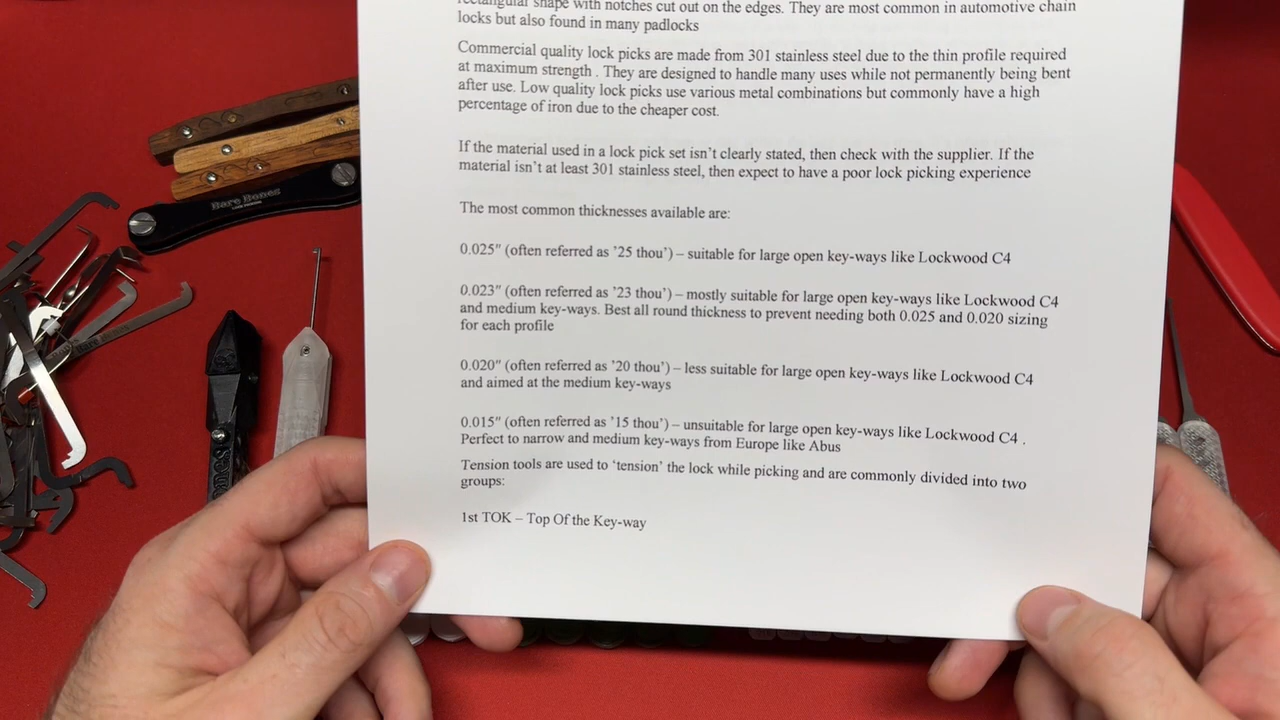 rectangular shape with notches cut out on the edges. They are most common in automotive chain
locks but also found in many padlocks
Commercial quality lock picks are made from 301 stainless steel due to the thin profile required
at maximum strength . They are designed to handle many uses while not permanently being bent
after use. Low quality lock picks use various metal combinations but commonly have a high
percentage of iron due to the cheaper cost.
If the material used in a lock pick set isn’t clearly stated, then check with the supplier. If the
material isn’t at least 301 stainless steel, then expect to have a poor lock picking experience
The most common thicknesses available are:
0.025″ (often referred as ’25 thou’) – suitable for large open key-ways like Lockwood C4
0.023″ (often referred as ’23 thou’) – mostly suitable for large open key-ways like Lockwood C4
and medium key-ways. Best all round thickness to prevent needing both 0.025 and 0.020 sizing
for each profile
0.020″ (often referred as ’20 thou’) – less suitable for large open key-ways like Lockwood C4
and aimed at the medium key-ways
0.015″ (often referred as ’15 thou’) – unsuitable for large open key-ways like Lockwood C4 .
Perfect to narrow and medium key-ways from Europe like Abus
Tension tools are used to ‘tension’ the lock while picking and are commonly divided into two
groups:
1st TOK – Top Of the Key-way
Bare Bones